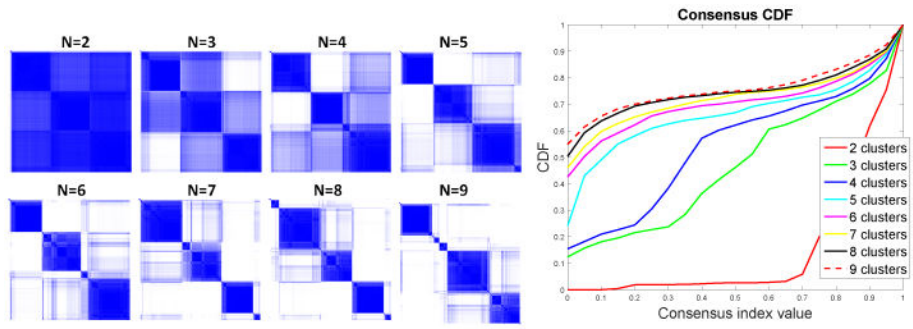 N=2
N=3
N=4
N=5
N=6
N=7
N=8
N=9
Consensus CDF
CDF
1
0.9
0.8
0.7
0.6
0.5
0.4
0.3
0.2
0.1
0
0 0.1 0.2 0.3 0.4 0.5 0.6 0.7 0.8 0.9 1
Consensus index value
2 clusters
3 clusters
4 clusters
5 clusters
6 clusters
7 clusters
8 clusters
9 clusters